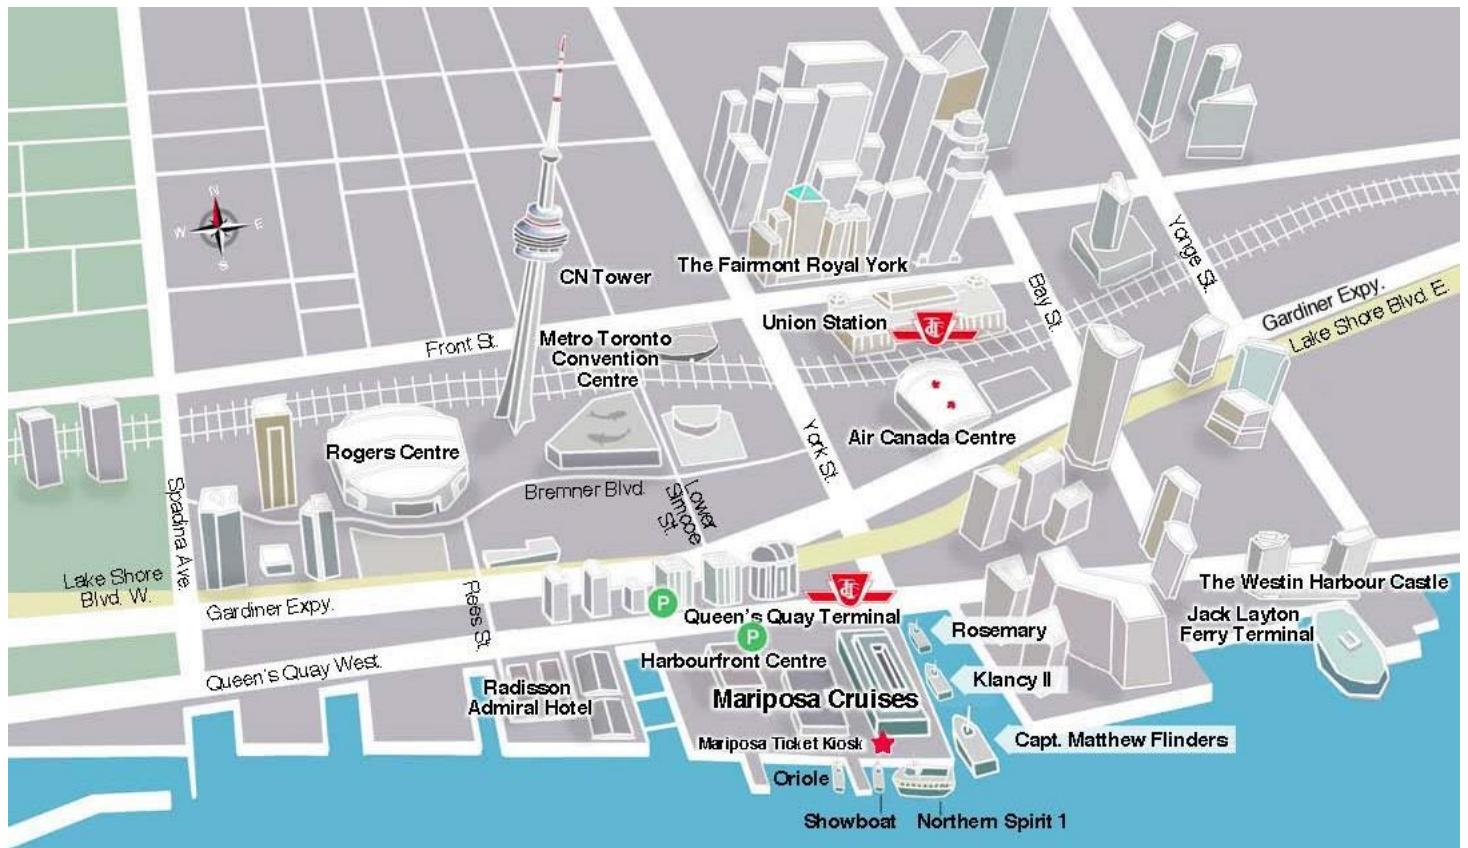 N
W
E
S
CN Tower
The Fairmont Royal York
Union Station
Bay St.
Yonge St.
Gardiner Expy.
Lake Shore Blvd. E.
Front St.
Metro Toronto
Convention
Centre
Rogers Centre
Air Canada Centre
York St.
Bremner Blvd.
Lower
Simcoe
St.
Spadina Ave.
Lake Shore
Blvd. W.
Gardiner Expy.
Rees St.
P
Queen's Quay Terminal
P
Harbourfront Centre
Rosemary
The Westin Harbour Castle
Jack Layton
Ferry Terminal
Queen's Quay West.
Radisson
Admiral Hotel
Mariposa Cruises
Klancy II
Mariposa Ticket Kiosk
Capt. Matthew Flinders
Oriole
Showboat
Northern Spirit 1